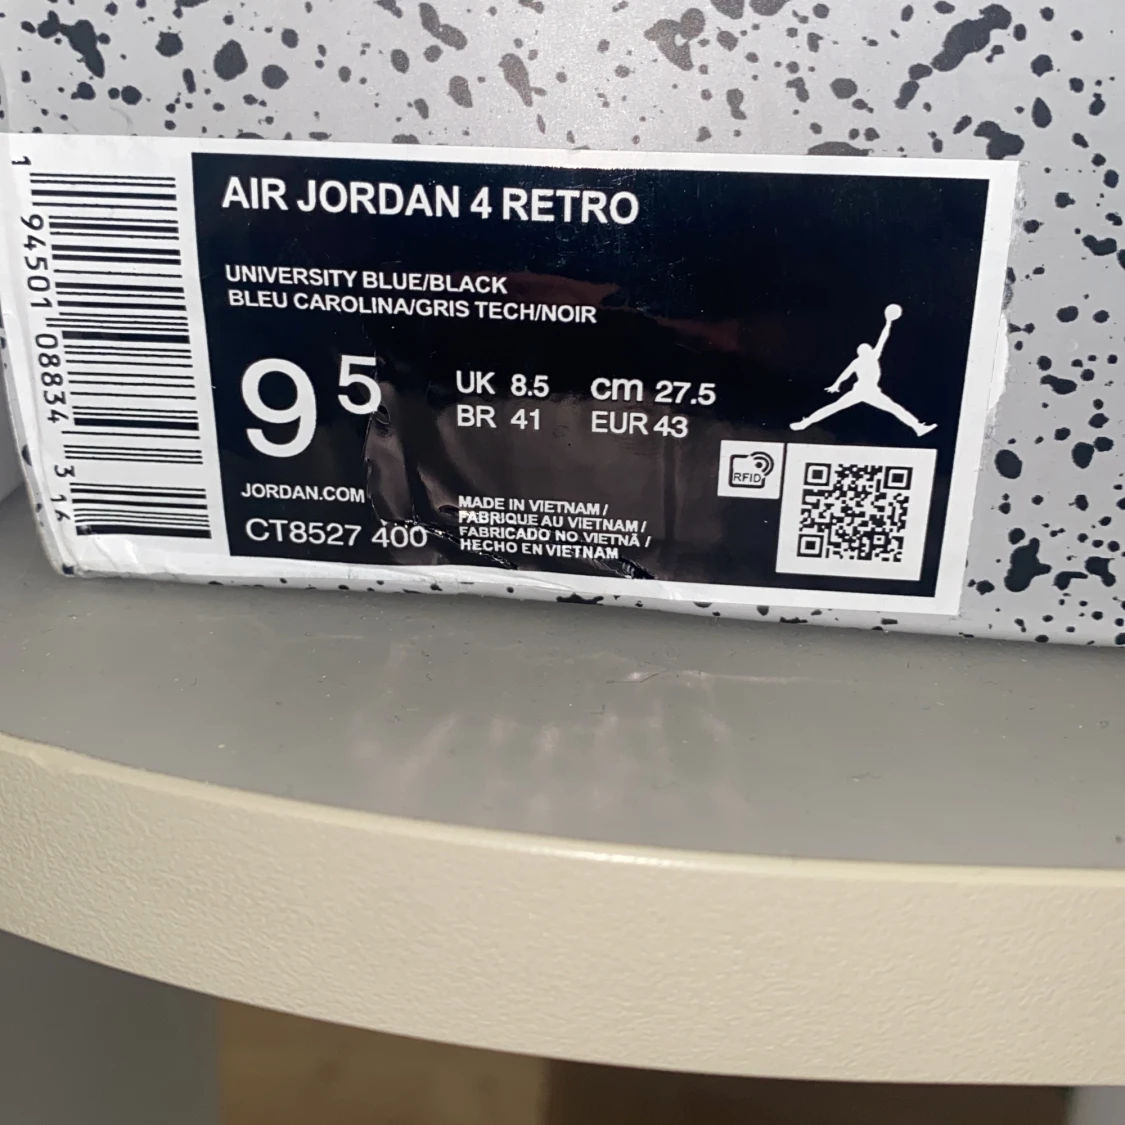 1 94501 08834 3 16
AIR JORDAN 4 RETRO
UNIVERSITY BLUE/BLACK
BLEU CAROLINA/GRIS TECH/NOIR
9 5
UK 8.5 cm 27.5
BR 41 EUR 43
RFID
JORDAN.COM
CT8527 400
MADE IN VIETNAM /
FABRIQUE AU VIETNAM /
FABRICADO NO VIETNÃ /
HECHO EN VIETNAM